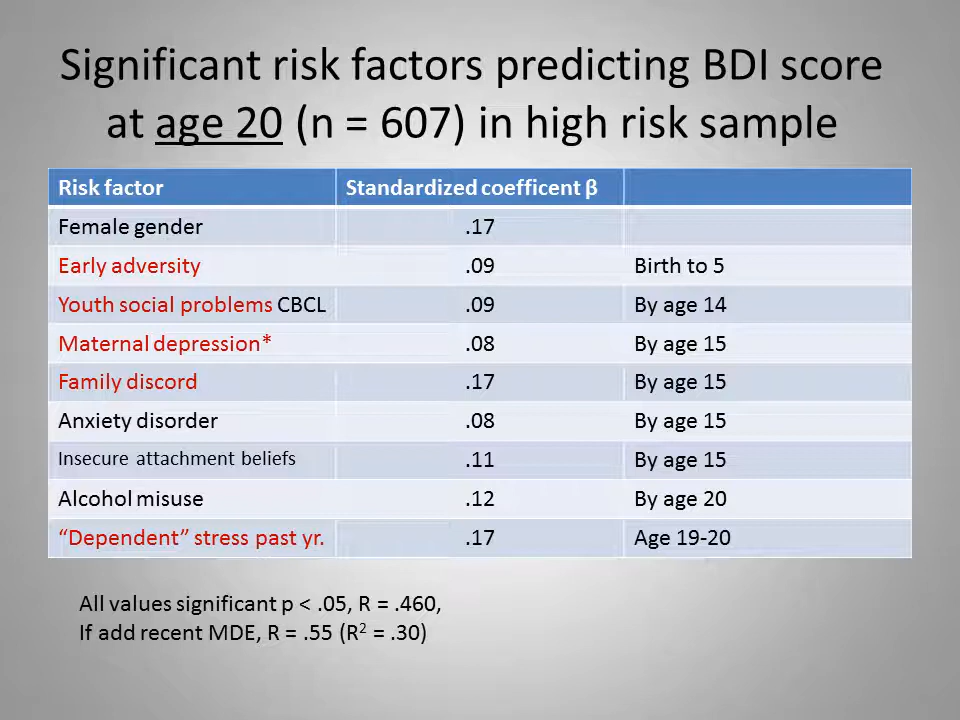 Significant risk factors predicting BDI score
at age 20 (n = 607) in high risk sample
Risk factor Standardized coefficent β
Female gender .17
Early adversity .09 Birth to 5
Youth social problems CBCL .09 By age 14
Maternal depression* .08 By age 15
Family discord .17 By age 15
Anxiety disorder .08 By age 15
Insecure attachment beliefs .11 By age 15
Alcohol misuse .12 By age 20
“Dependent” stress past yr. .17 Age 19-20
All values significant p < .05, R = .460,
If add recent MDE, R = .55 (R² = .30)